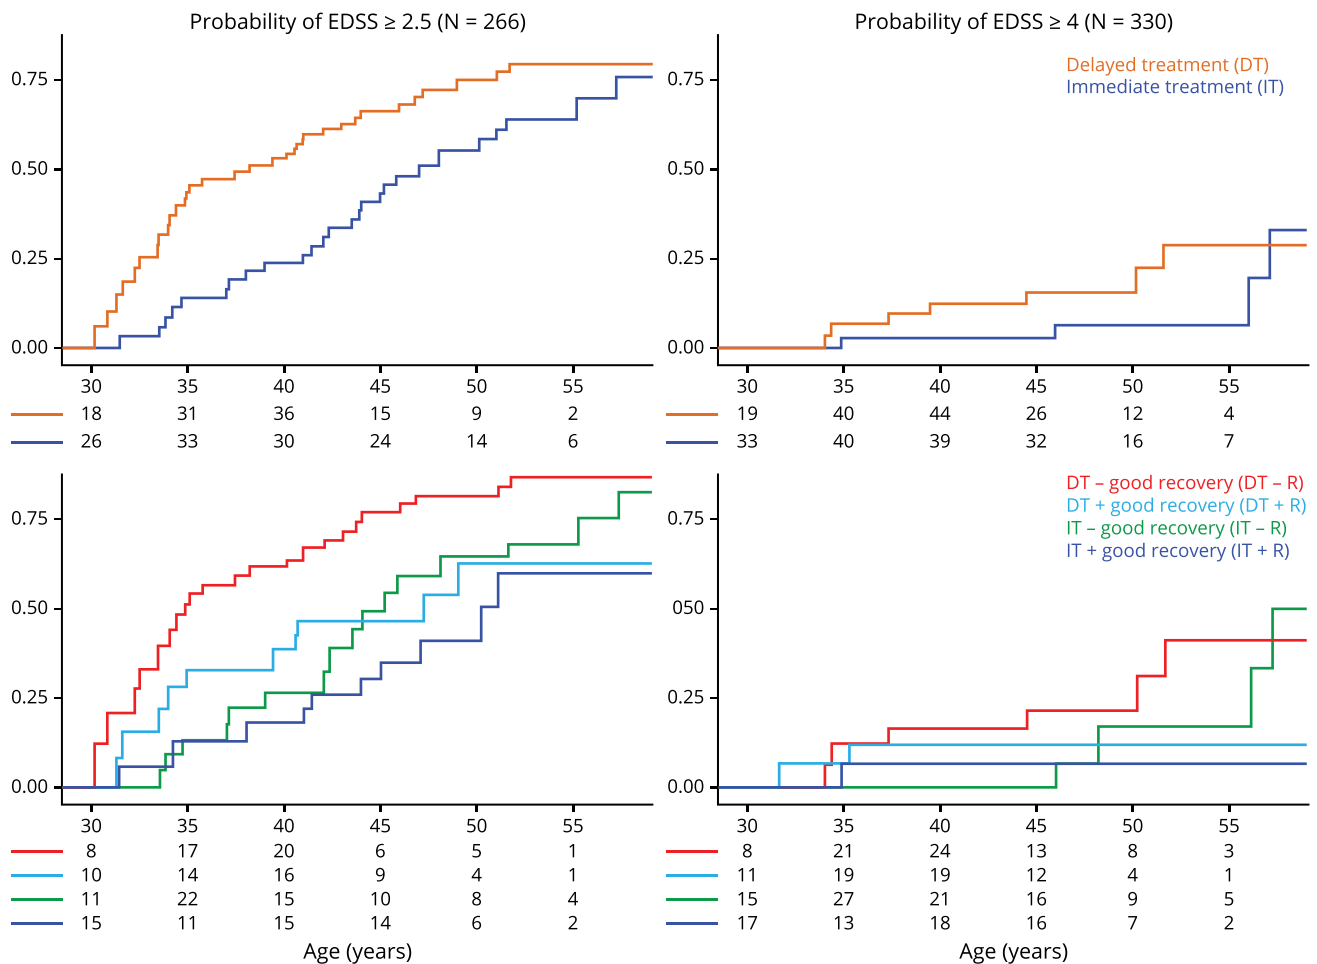 Probability of EDSS ≥ 2.5 (N = 266)
0.75
0.50
0.25
0.00
30 35 40 45 50 55
18 31 36 15 9 2
26 33 30 24 14 6
Probability of EDSS ≥ 4 (N = 330)
Delayed treatment (DT)
Immediate treatment (IT)
0.75
0.50
0.25
0.00
30 35 40 45 50 55
19 40 44 26 12 4
33 40 39 32 16 7
0.75
0.50
0.25
0.00
30 35 40 45 50 55
8 17 20 6 5 1
10 14 16 9 4 1
11 22 15 10 8 4
15 11 15 14 6 2
Age (years)
DT – good recovery (DT – R)
DT + good recovery (DT + R)
IT – good recovery (IT – R)
IT + good recovery (IT + R)
0.75
050
0.25
0.00
30 35 40 45 50 55
8 21 24 13 8 3
11 19 19 12 4 1
15 27 21 16 9 5
17 13 18 16 7 2
Age (years)